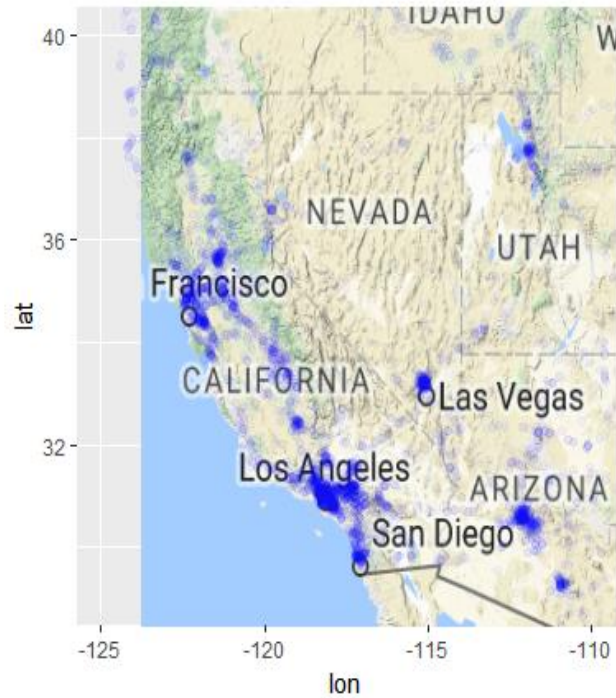 IDAHO
40
W
36
NEVADA
UTAH
Francisco
lat
CALIFORNIA
Las Vegas
32
Los Angeles
ARIZONA
San Diego
-125
-120
-115
-110
lon